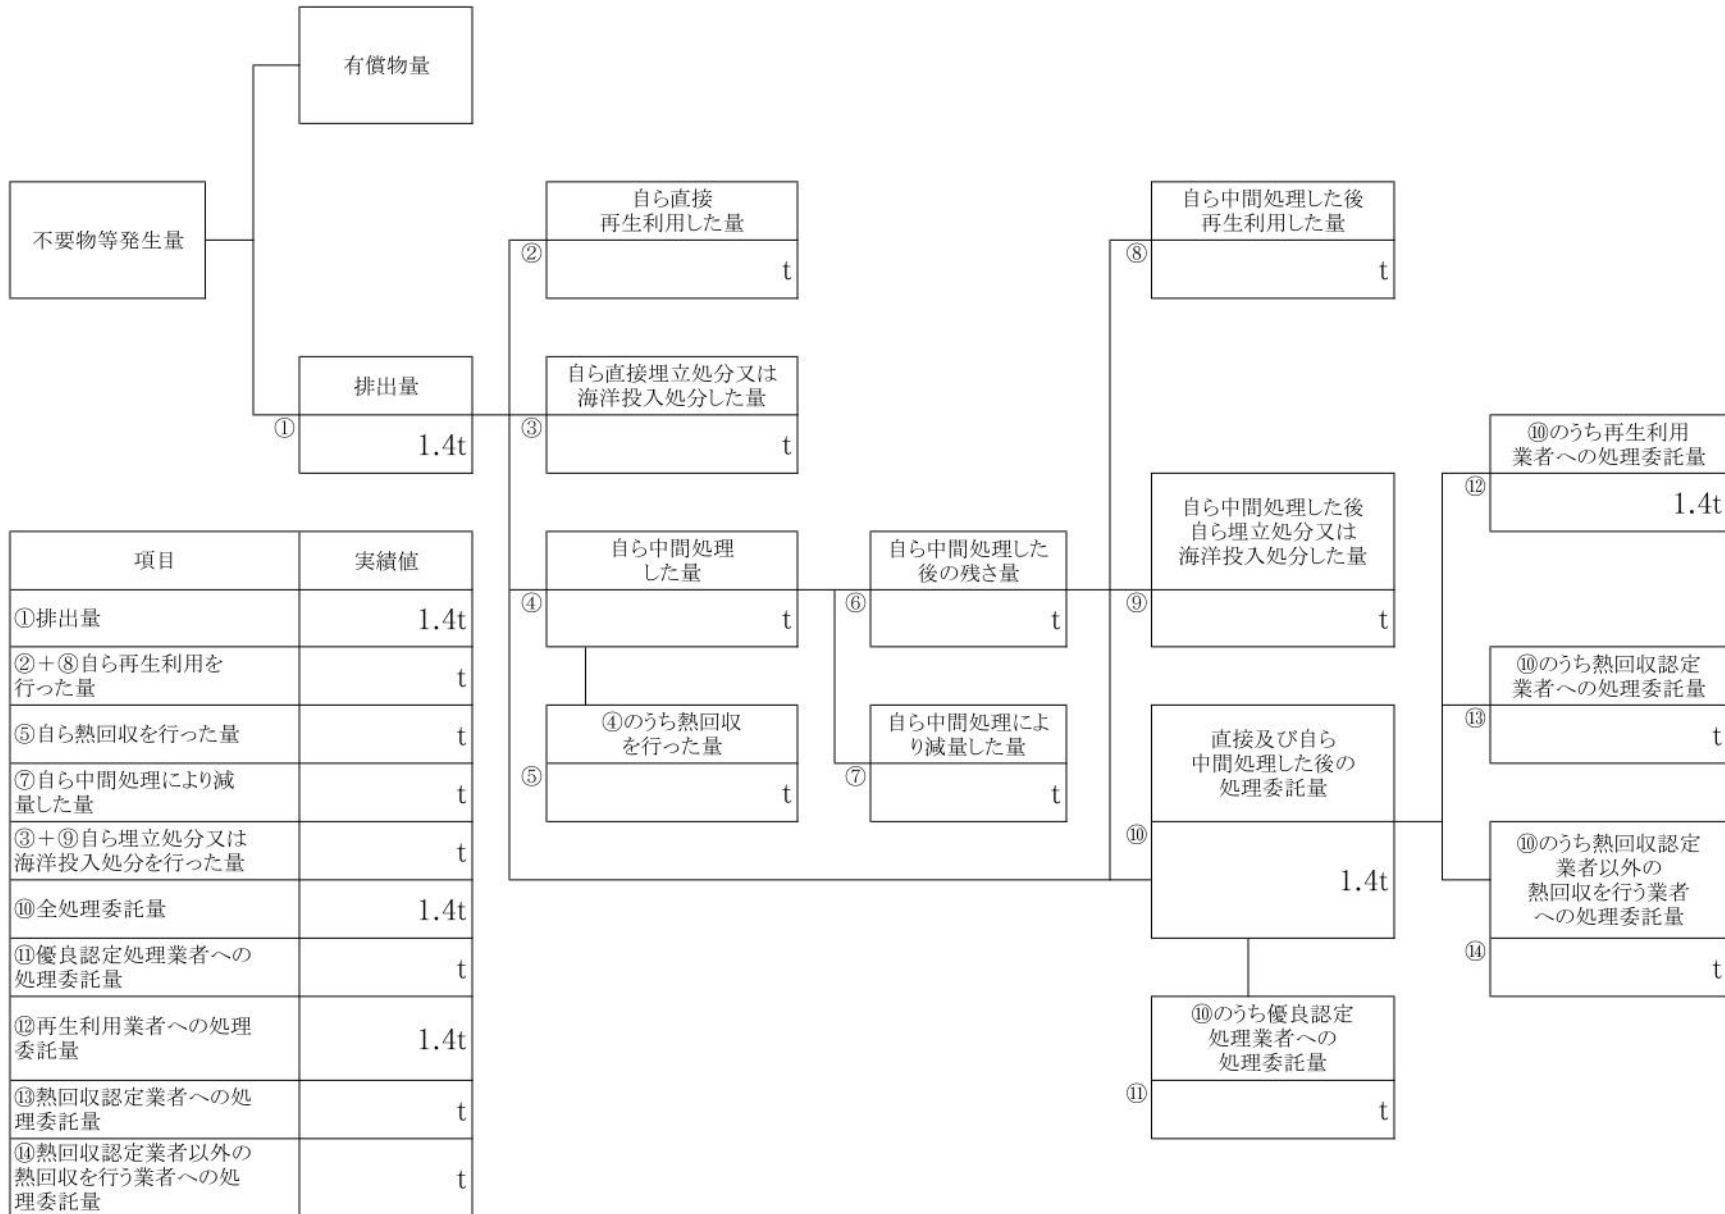 有償物量
不要物等発生量
自ら直接
再生利用した量
②
t
自ら中間処理した後
再生利用した量
⑧
t
排出量
①
1.4t
自ら直接埋立処分又は
海洋投入処分した量
③
t
⑩のうち再生利用
業者への処理委託量
⑫
1.4t
自ら中間処理
した量
④
t
自ら中間処理した
後の残さ量
⑥
t
自ら中間処理した後
自ら埋立処分又は
海洋投入処分した量
⑨
t
④のうち熱回収
を行った量
⑤
t
自ら中間処理によ
り減量した量
⑦
t
直接及び自ら
中間処理した後の
処理委託量
⑩
1.4t
⑩のうち熱回収認定
業者への処理委託量
⑬
t
⑩のうち熱回収認定
業者以外の
熱回収を行う業者
への処理委託量
⑭
t
⑩のうち優良認定
処理業者への
処理委託量
⑪
t
項目 実績値
①排出量 1.4t
②＋⑧自ら再生利用を
行った量 t
⑤自ら熱回収を行った量 t
⑦自ら中間処理により減
量した量 t
③＋⑨自ら埋立処分又は
海洋投入処分を行った量 t
⑩全処理委託量 1.4t
⑪優良認定処理業者への
処理委託量 t
⑫再生利用業者への処理
委託量 1.4t
⑬熱回収認定業者への処
理委託量 t
⑭熱回収認定業者以外の
熱回収を行う業者への処
理委託量 t